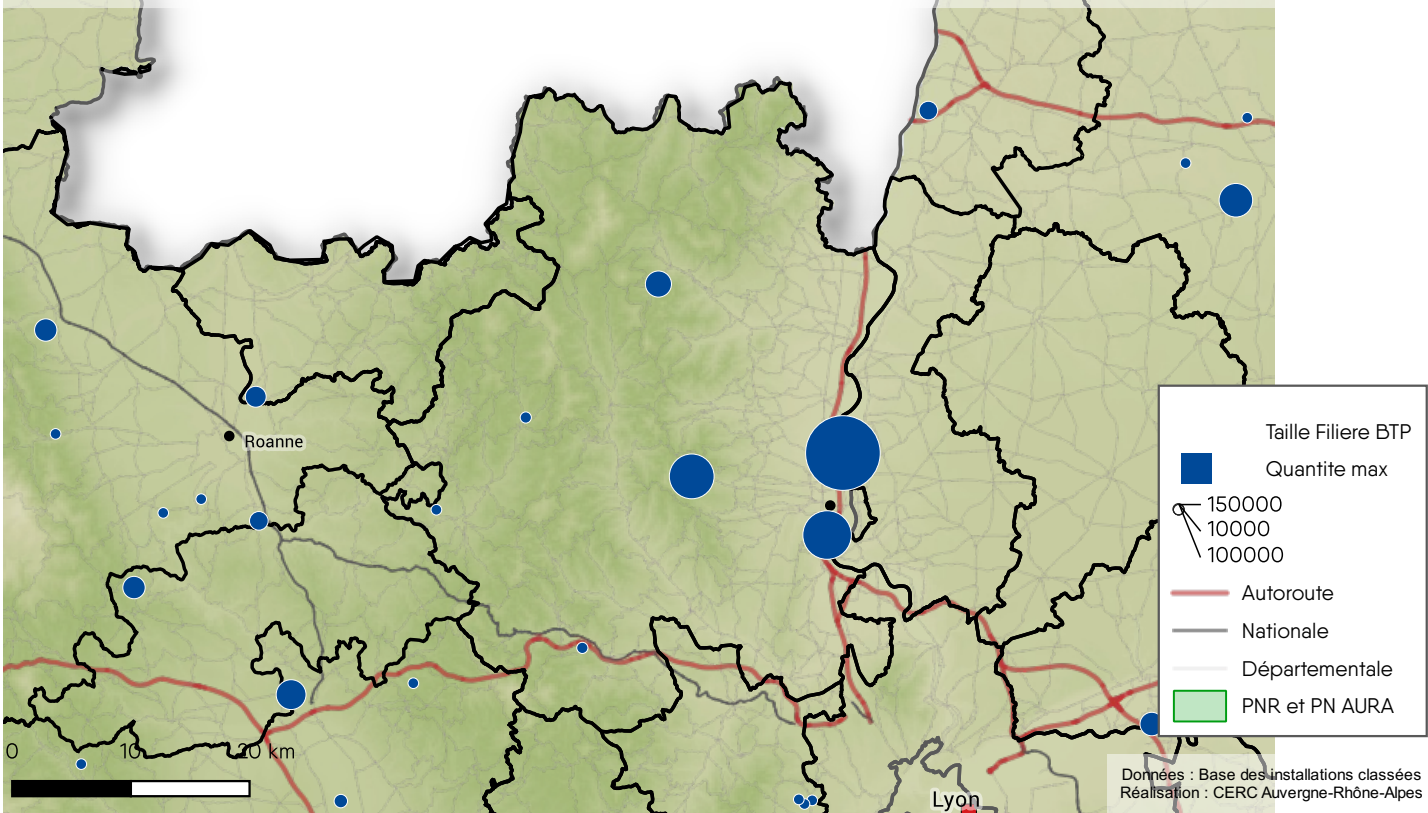 Roanne
Taille Filiere BTP
Quantite max
150000
10000
100000
Autoroute
Nationale
Départementale
PNR et PN AURA
0 10 20 km
Données : Base des installations classées
Réalisation : CERC Auvergne-Rhône-Alpes
Lyon